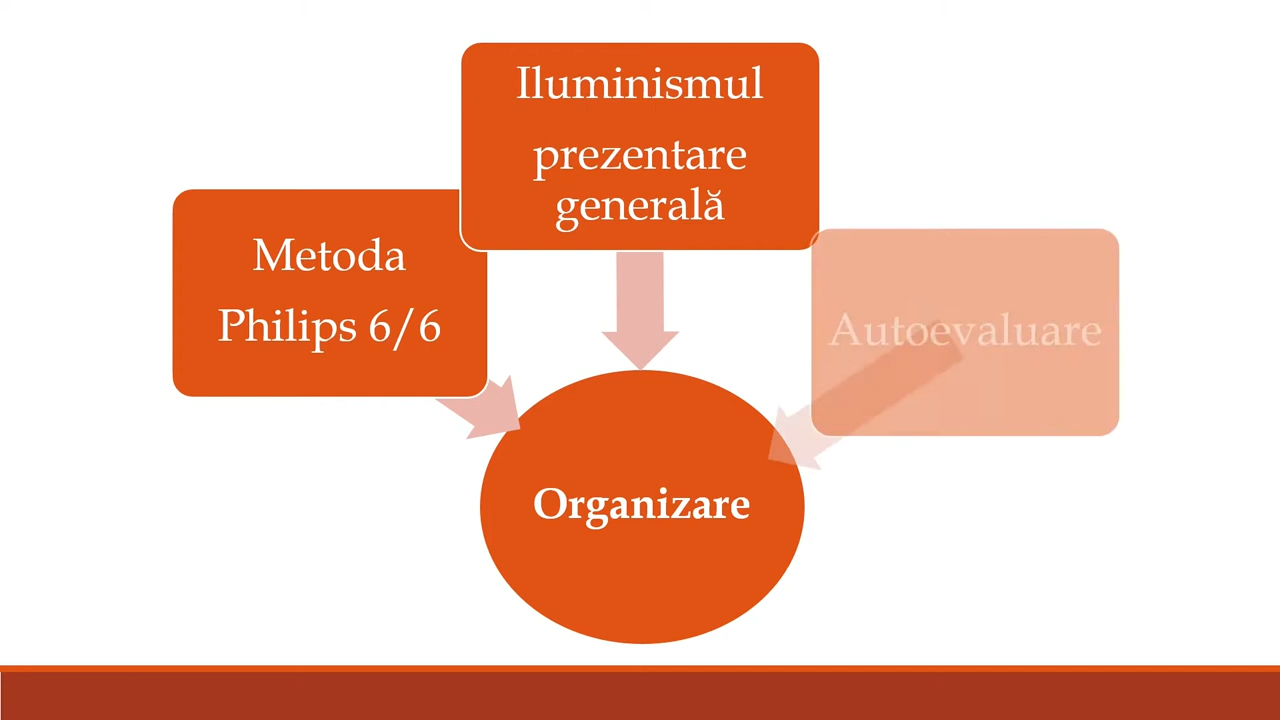 Iluminismul
prezentare
generală
Metoda
Philips 6/6
Autoevaluare
Organizare